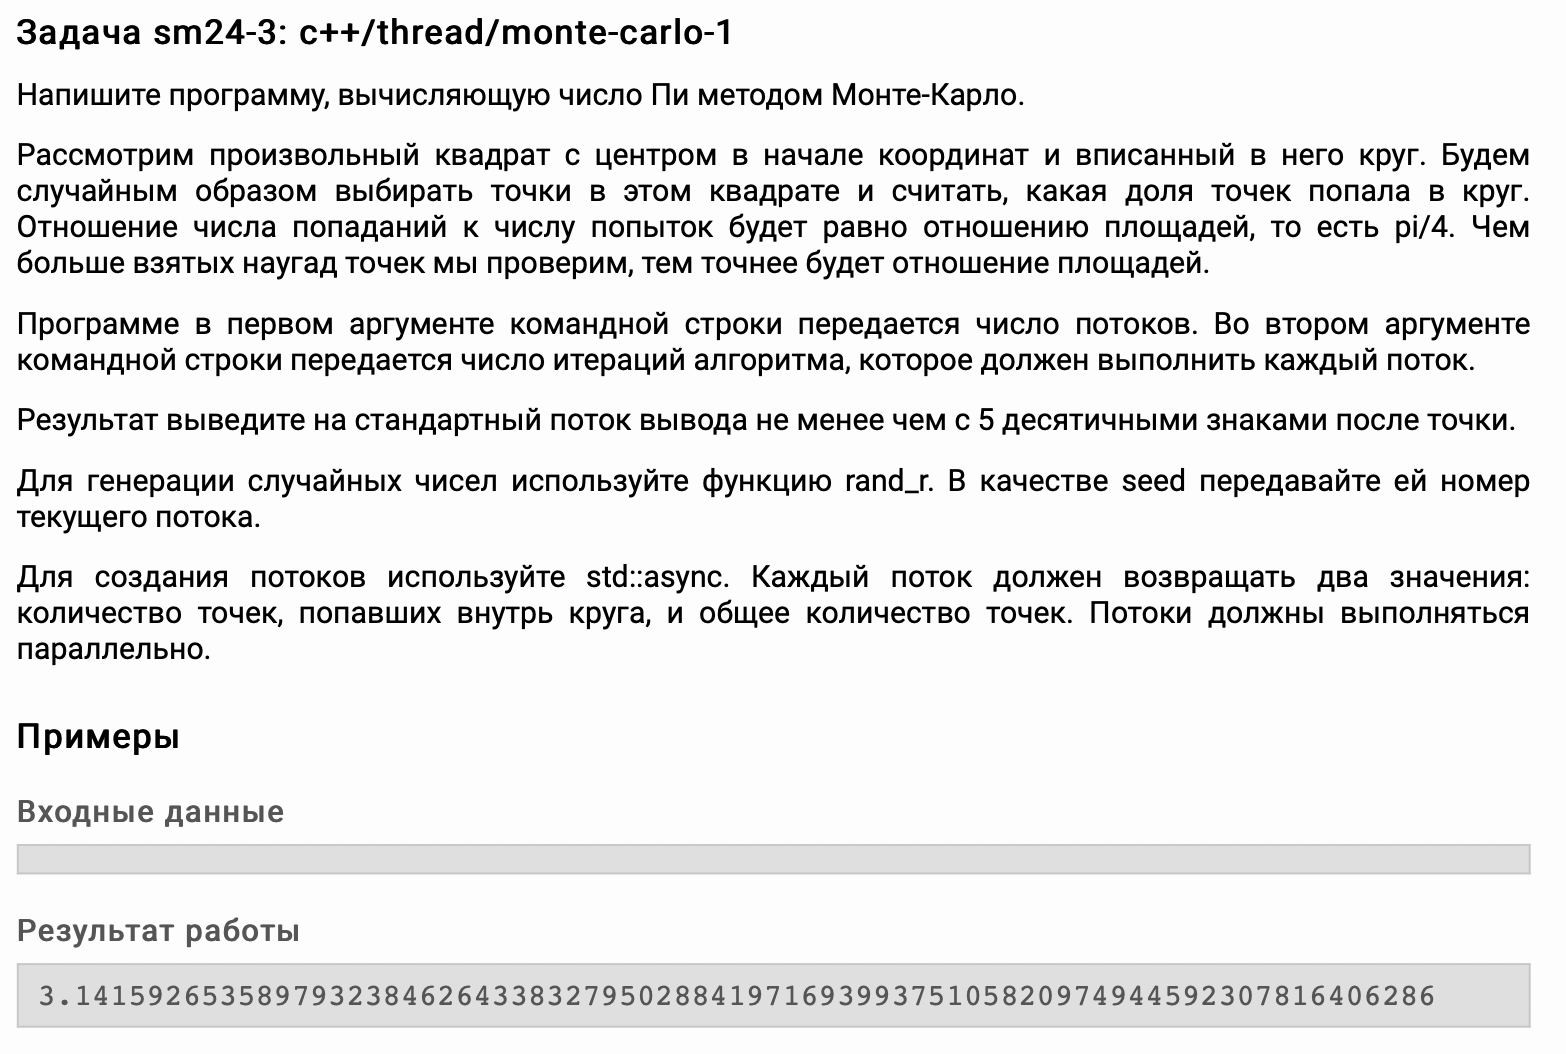 Задача sm24-3: c++/thread/monte-carlo-1
Напишите программу, вычисляющую число Пи методом Монте-Карло.
Рассмотрим произвольный квадрат с центром в начале координат и вписанный в него круг. Будем
случайным образом выбирать точки в этом квадрате и считать, какая доля точек попала в круг.
Отношение числа попаданий к числу попыток будет равно отношению площадей, то есть pi/4. Чем
больше взятых наугад точек мы проверим, тем точнее будет отношение площадей.
Программе в первом аргументе командной строки передается число потоков. Во втором аргументе
командной строки передается число итераций алгоритма, которое должен выполнить каждый поток.
Результат выведите на стандартный поток вывода не менее чем с 5 десятичными знаками после точки.
Для генерации случайных чисел используйте функцию rand_r. В качестве seed передавайте ей номер
текущего потока.
Для создания потоков используйте std::async. Каждый поток должен возвращать два значения:
количество точек, попавших внутрь круга, и общее количество точек. Потоки должны выполняться
параллельно.
Примеры
Входные данные
Результат работы
3.14159265358979323846264338327950288419716939937510582097494459230781640​6286